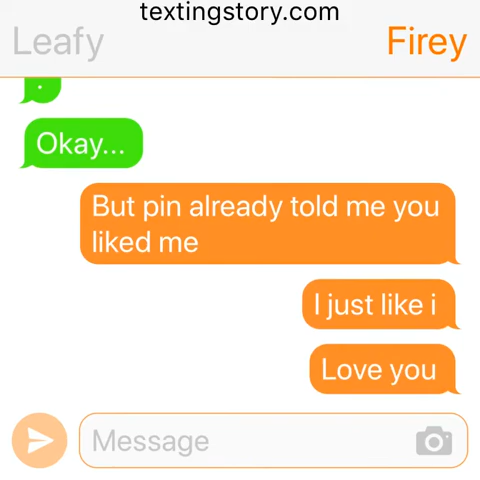 textingstory.com
Leafy
Firey
Okay...
But pin already told me you
liked me
I just like i
Love you
Message